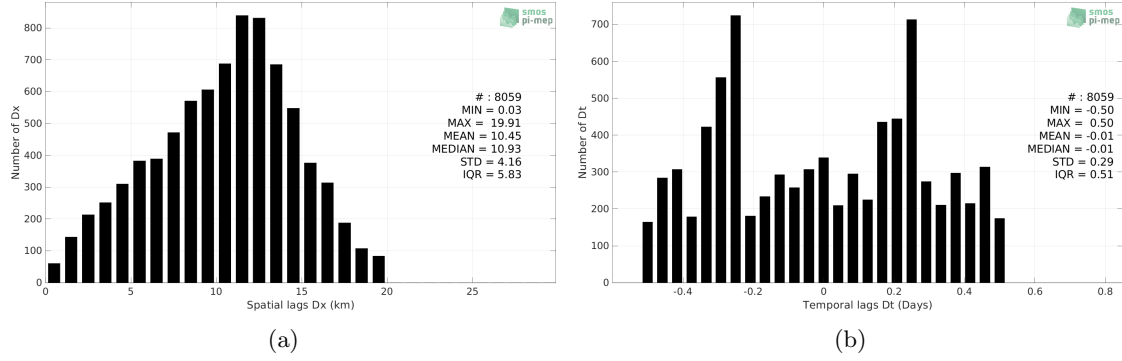 800
700
600
500
400
300
200
100
0
Number of Dx
0
5
10
15
20
25
Spatial lags Dx (km)
smos
pi-mep
# : 8059
MIN = 0.03
MAX = 19.91
MEAN = 10.45
MEDIAN = 10.93
STD = 4.16
IQR = 5.83
(a)
700
600
500
400
300
200
100
0
Number of Dt
-0.4
-0.2
0
0.2
0.4
0.6
0.8
Temporal lags Dt (Days)
smos
pi-mep
# : 8059
MIN = -0.50
MAX = 0.50
MEAN = -0.01
MEDIAN = -0.01
STD = 0.29
IQR = 0.51
(b)